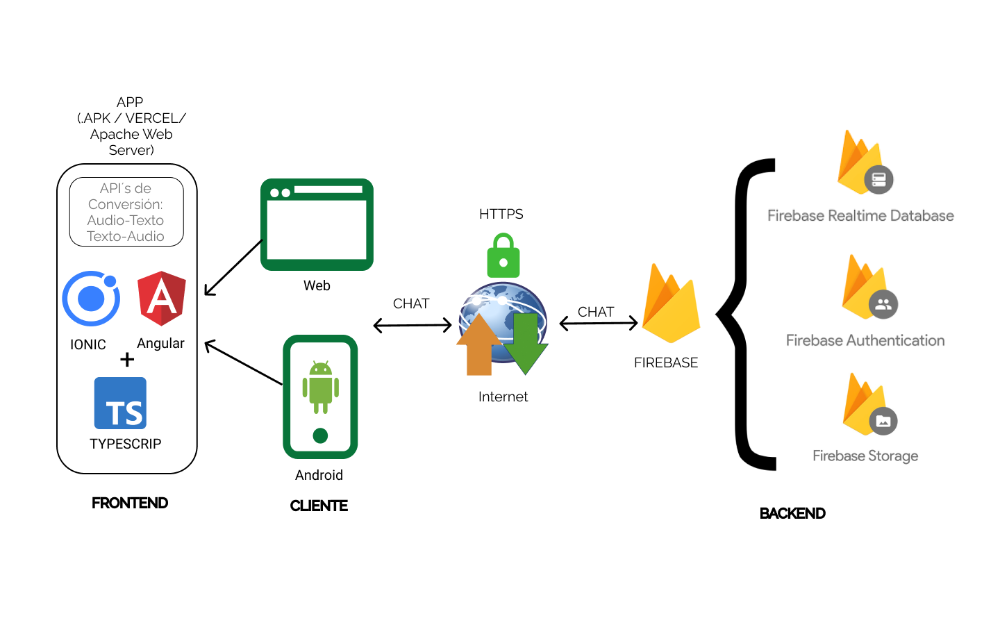 APP
(.APK / VERCEL/
Apache Web
Server)
API´s de
Conversión:
Audio-Texto
Texto-Audio
IONIC
Angular
+
TS
TYPESCRIP
FRONTEND
Web
Android
CLIENTE
CHAT
HTTPS
Internet
CHAT
FIREBASE
Firebase Realtime Database
Firebase Authentication
Firebase Storage
BACKEND